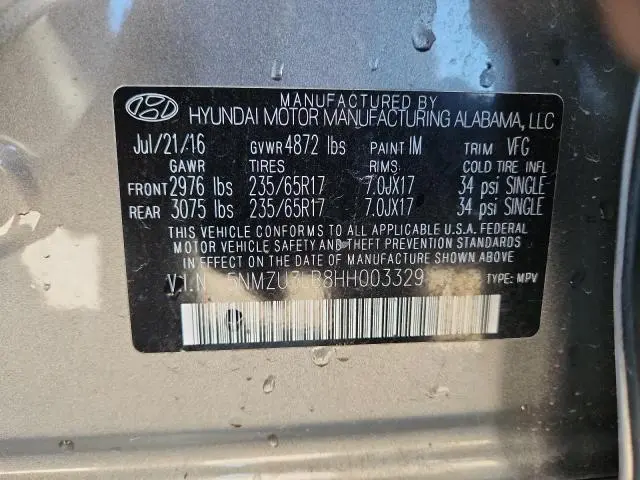 MANUFACTURED BY
HYUNDAI MOTOR MANUFACTURING ALABAMA, LLC
Jul/21/16 GVWR 4872 lbs PAINT IM TRIM VFG
GAWR TIRES RIMS COLD TIRE INFL
FRONT 2976 lbs 235/65R17 7.0JX17 34 psi SINGLE
REAR 3075 lbs 235/65R17 7.0JX17 34 psi SINGLE
THIS VEHICLE CONFORMS TO ALL APPLICABLE U.S.A. FEDERAL
MOTOR VEHICLE SAFETY AND THEFT PREVENTION STANDARDS
IN EFFECT ON THE DATE OF MANUFACTURE SHOWN
ABOVE.
V.I.N. 5NMZU3LB8HH003329 TYPE: MPV